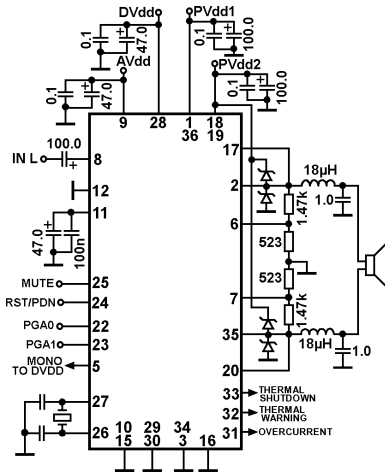 DVdd
PVdd1
0.1
47.0
0.1
100.0
AVdd
PVdd2
0.1
47.0
0.1
100.0
9
28
1
36
18
19
100.0
IN L
8
17
18μH
12
2
1.47k
1.0
11
6
47.0
100n
523
523
MUTE
25
RST/PDN
24
7
1.47k
PGA0
22
PGA1
23
35
18μH
MONO
TO DVDD
5
1.0
20
27
33
THERMAL
SHUTDOWN
32
THERMAL
WARNING
26
10
15
29
30
34
3
16
31
OVERCURRENT